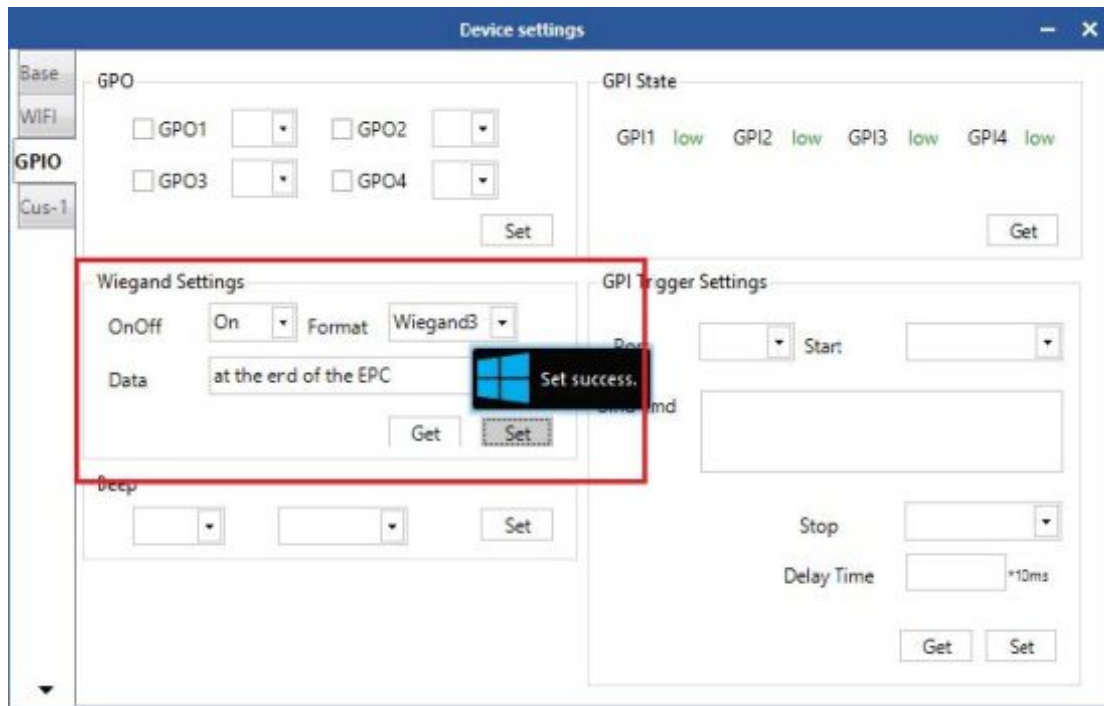 Device settings
Base
WIFI
GPIO
Cus-1
GPO
GPO1
GPO2
GPO3
GPO4
Set
GPI State
GPI1 low GPI2 low GPI3 low GPI4 low
Get
Wiegand Settings
OnOff On Format Wiegand3
Data at the end of the EPC
Set success.
Get Set
Beep
Set
GPI Trigger Settings
Start
Stop
Delay Time *10ms
Get Set